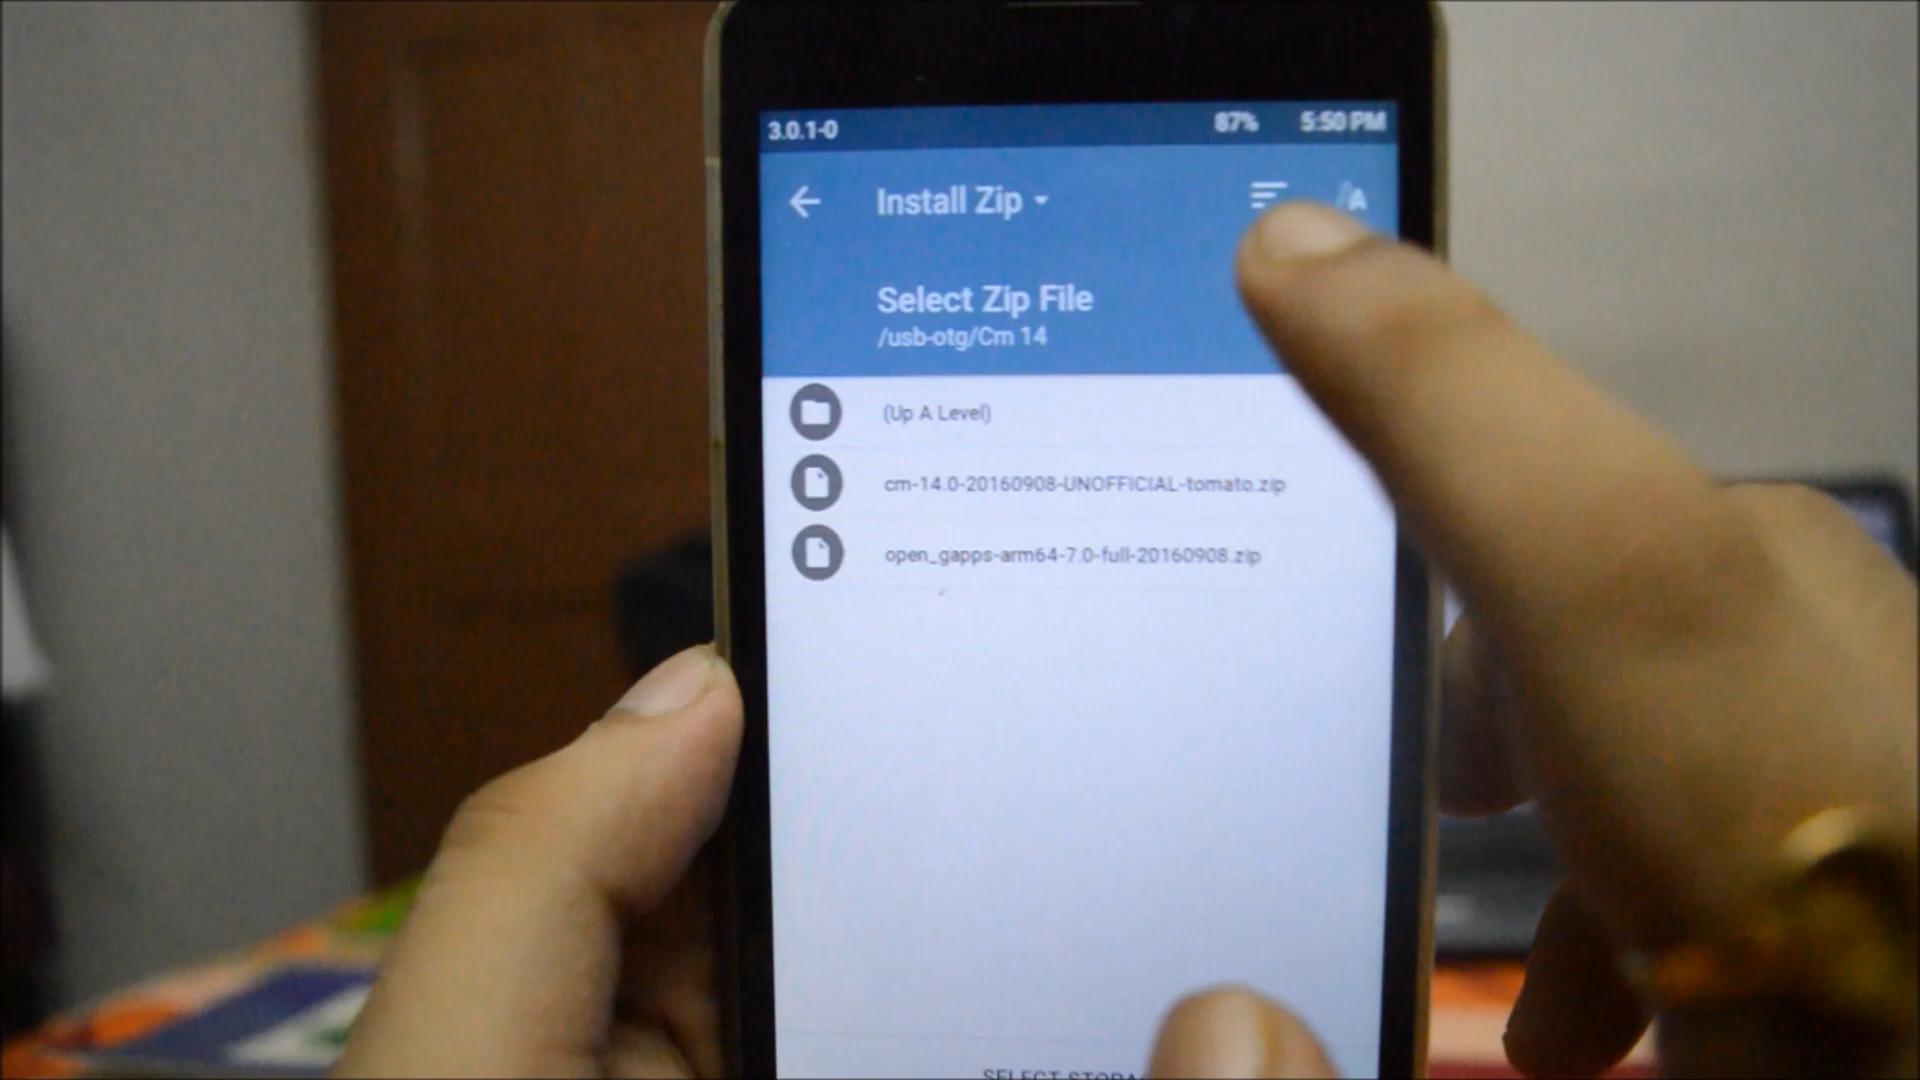 3.0.1-0 87% 5:50 PM
Install Zip
Select Zip File
/usb-otg/Cm 14
(Up A Level)
cm-14.0-20160908-UNOFFICIAL-tomato.zip
open_gapps-arm64-7.0-full-20160908.zip
SELECT